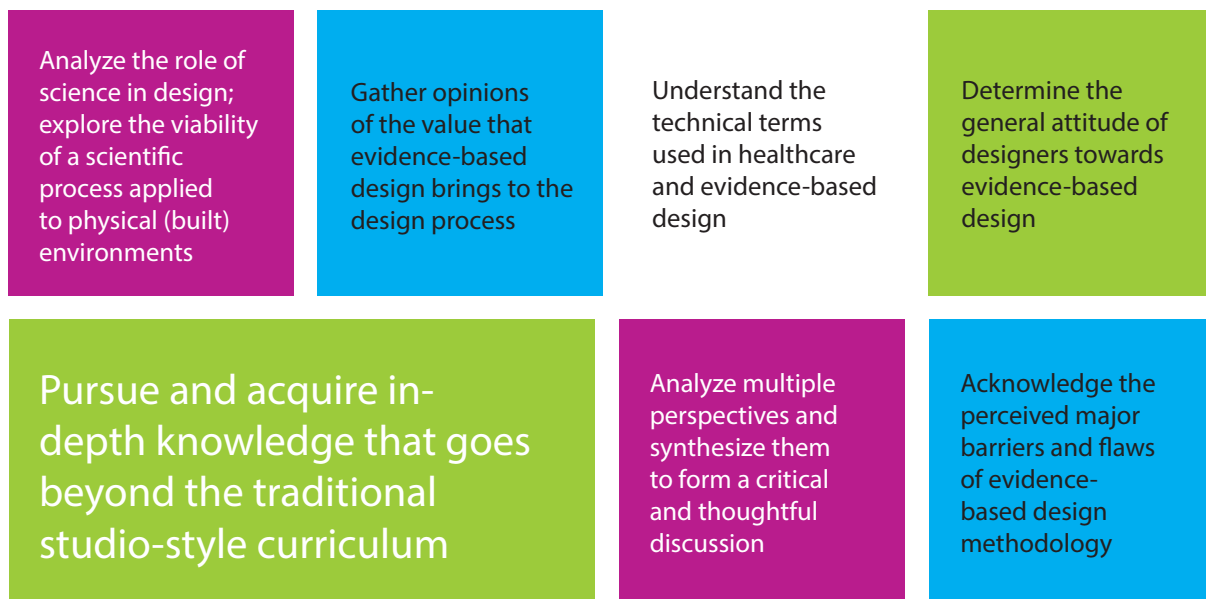 Analyze the role of
science in design;
explore the viability
of a scientific
process applied
to physical (built)
environments
Gather opinions
of the value that
evidence-based
design brings to the
design process
Understand the
technical terms
used in healthcare
and evidence-based
design
Determine the
general attitude of
designers towards
evidence-based
design
Pursue and acquire in-
depth knowledge that goes
beyond the traditional
studio-style curriculum
Analyze multiple
perspectives and
synthesize them
to form a critical
and thoughtful
discussion
Acknowledge the
perceived major
barriers and flaws
of evidence-
based design
methodology